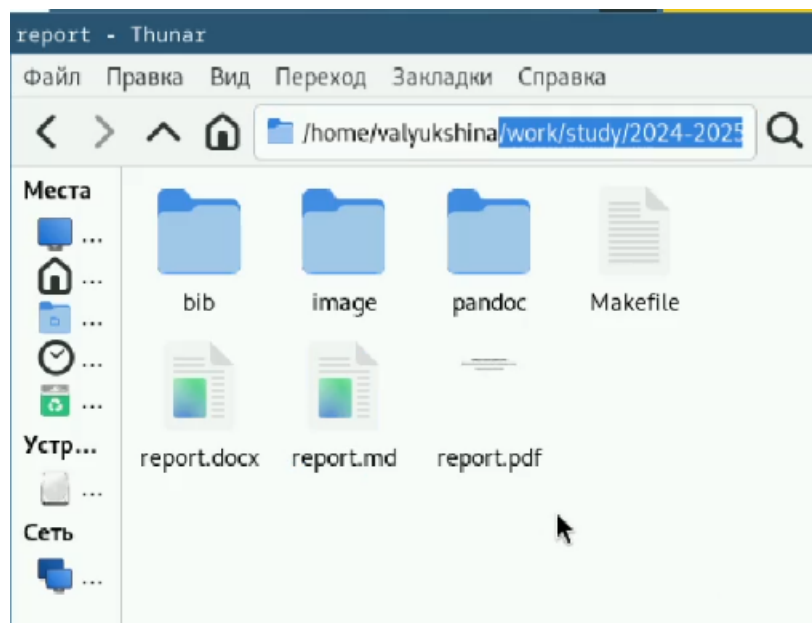 report - Thunar
Файл Правка Вид Переход Закладки Справка
/home/valyukshina/work/study/2024-2025
Места
...
...
...
...
...
Устр...
...
Сеть
...
bib image pandoc Makefile
report.docx report.md report.pdf